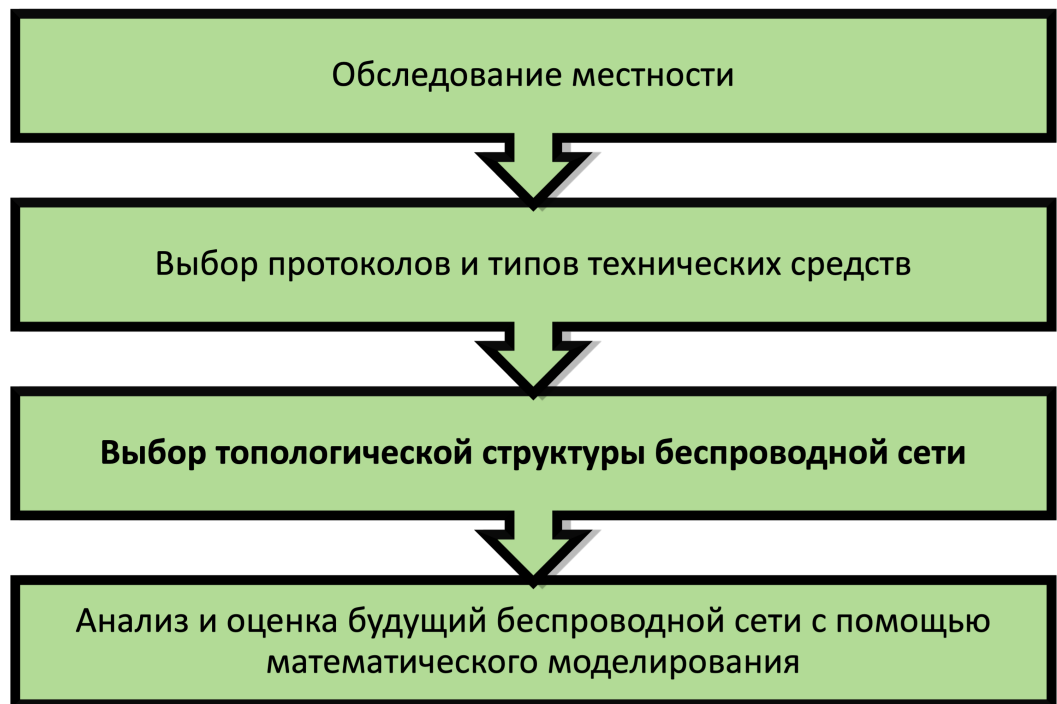 Обследование местности
Выбор протоколов и типов технических средств
Выбор топологической структуры беспроводной сети
Анализ и оценка будущий беспроводной сети с помощью
математического моделирования